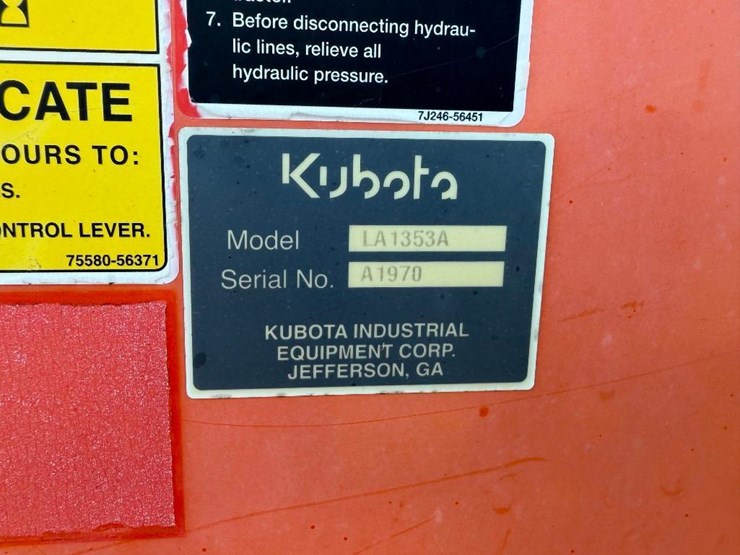 7. Before disconnecting hydrau-
lic lines, relieve all
hydraulic pressure.
7J246-56451
CATE
OURS TO:
S.
NTROL LEVER.
75580-56371
Kubota
Model LA1353A
Serial No. A1970
KUBOTA INDUSTRIAL
EQUIPMENT CORP.
JEFFERSON, GA